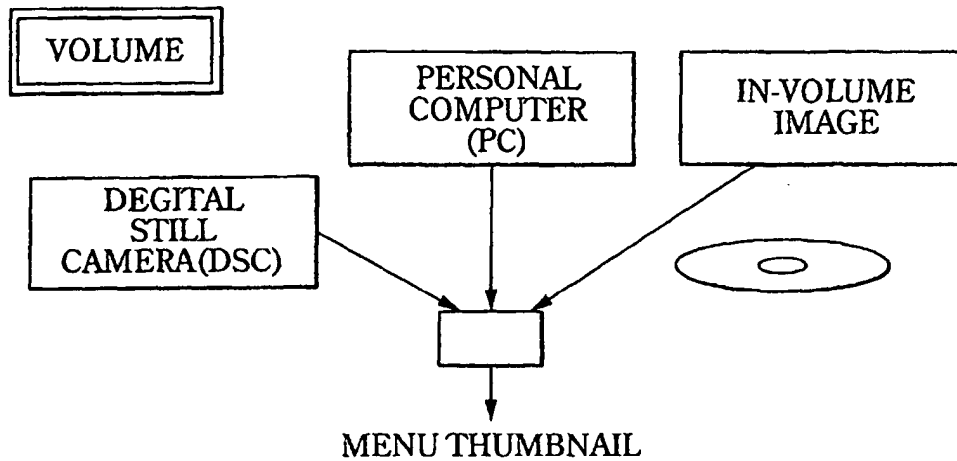 VOLUME
PERSONAL
COMPUTER
(PC)
IN-VOLUME
IMAGE
DEGITAL
STILL
CAMERA(DSC)
MENU THUMBNAIL